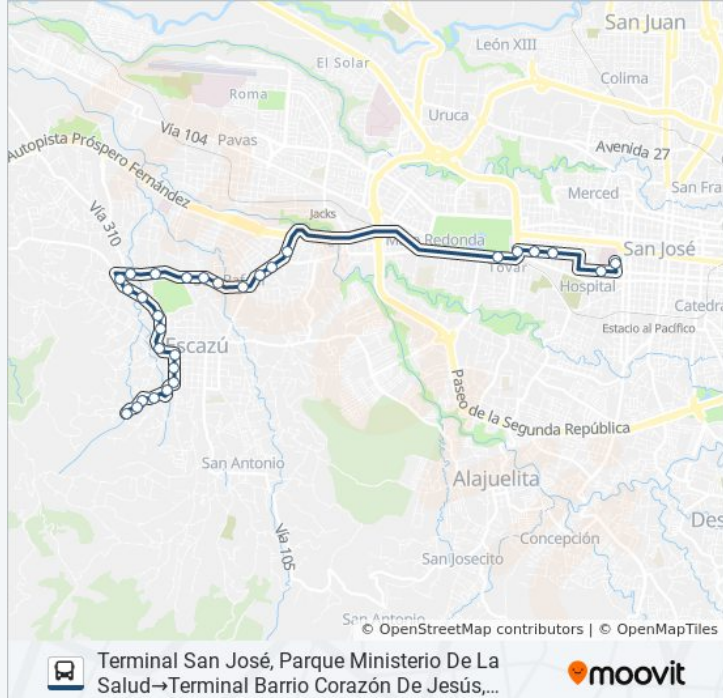 San Juan
León XIII
El Solar
Colima
Roma
Uruca
Vía 104
Pavas
Avenida 27
Autopista Próspero Fernández
Merced
San Fra
Vía 310
Jacks
Mata Redonda
San José
Rafael
Tovar
Hospital
Catedra
Estacio al Pacífico
Escazú
Paseo de la Segunda República
San Antonio
Alajuelita
Des
Vía 105
Concepción
San Josecito
San Antonio
© OpenStreetMap contributors | © OpenMapTiles
Terminal San José, Parque Ministerio De La
Salud→Terminal Barrio Corazón De Jesús,…
moovit